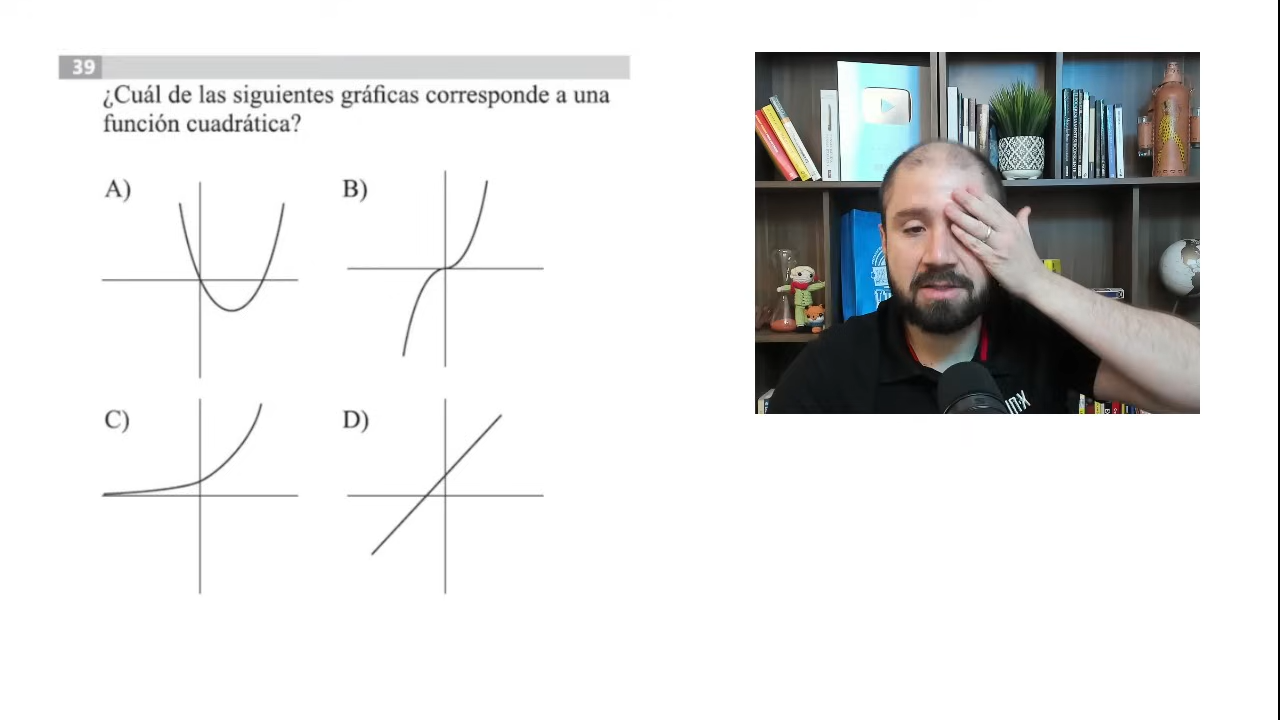 39
¿Cuál de las siguientes gráficas corresponde a una
función cuadrática?
A)
B)
C)
D)